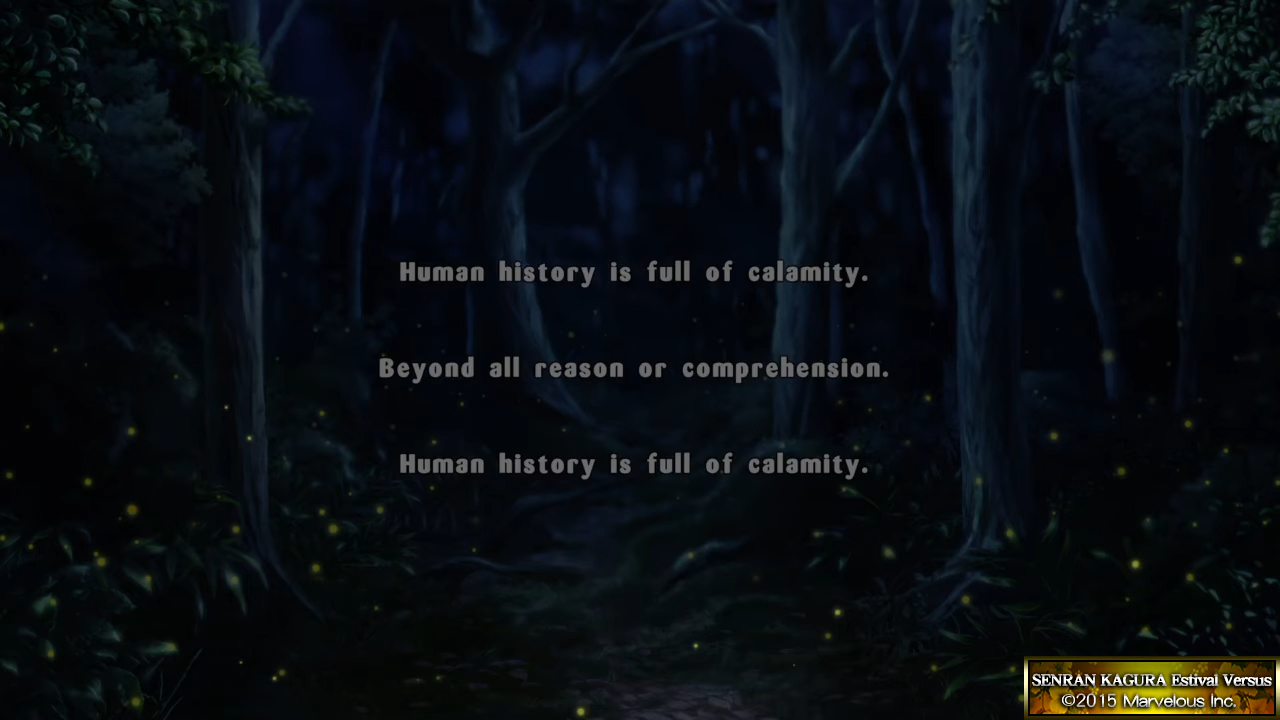 Human history is full of calamity.
Beyond all reason or comprehension.
Human history is full of calamity.
SENRAN KAGURA Estival Versus
©2015 Marvelous Inc.